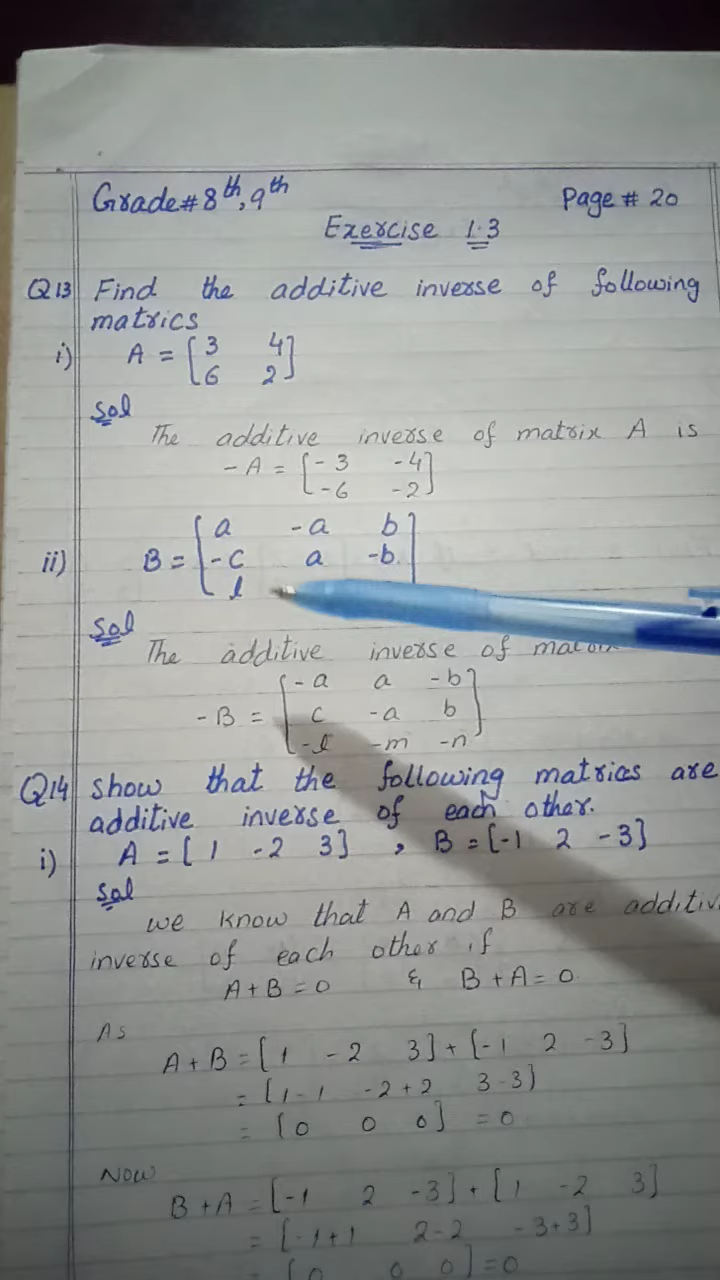 Grade# 8th, 9th Page # 20
Exercise 1.3
Q13 Find the additive inverse of following
matrics
i) A = [3 4]
[6 2]
Sol
The additive inverse of matrix A is
-A = [-3 -4]
[-6 -2]
[a -a b]
ii) B = [-c a -b]
[l
Sol
The additive inverse of
[-a a -b]
-B = [c -a b]
[-l -m -n]
Q14 show that the following matrics are
additive inverse of each other.
i) A = [1 -2 3] , B = [-1 2 -3]
Sol
we know that A and B are additiv
inverse of each other if
A+B=0 & B+A=0
As
A+B = [1 -2 3] + [-1 2 -3]
= [1-1 -2+2 3-3]
= [0 0 0] = 0
Now
B+A = [-1 2 -3] + [1 -2 3]
= [-1+1 2-2 -3+3]
= [0 0 0] = 0